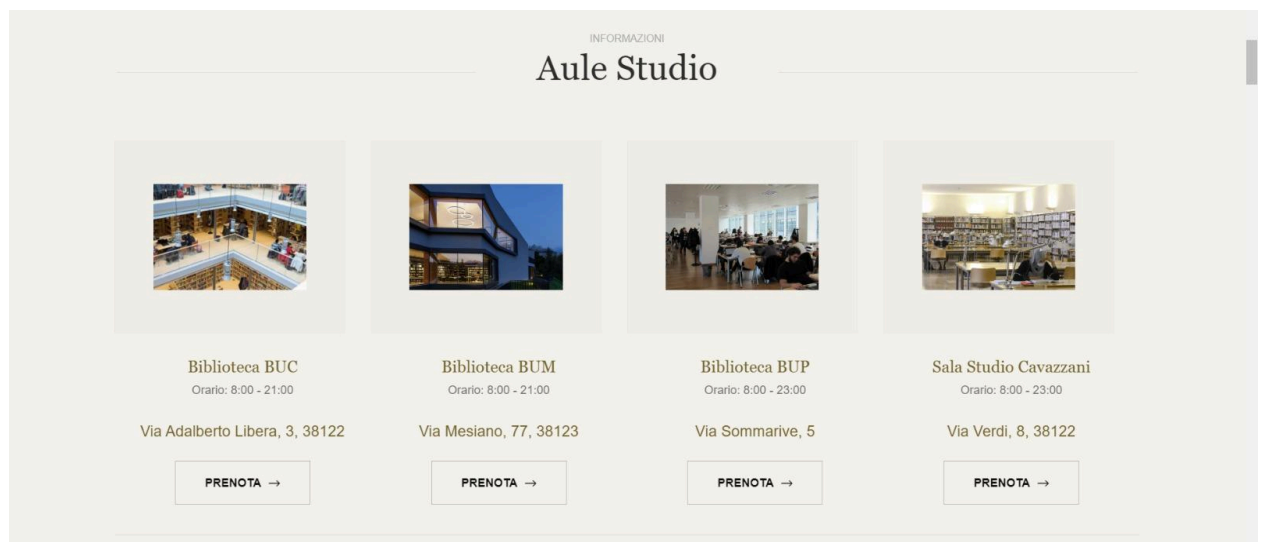 INFORMAZIONI
Aule Studio
Biblioteca BUC
Orario: 8:00 - 21:00
Via Adalberto Libera, 3, 38122
PRENOTA →
Biblioteca BUM
Orario: 8:00 - 21:00
Via Mesiano, 77, 38123
PRENOTA →
Biblioteca BUP
Orario: 8:00 - 23:00
Via Sommarive, 5
PRENOTA →
Sala Studio Cavazzani
Orario: 8:00 - 23:00
Via Verdi, 8, 38122
PRENOTA →